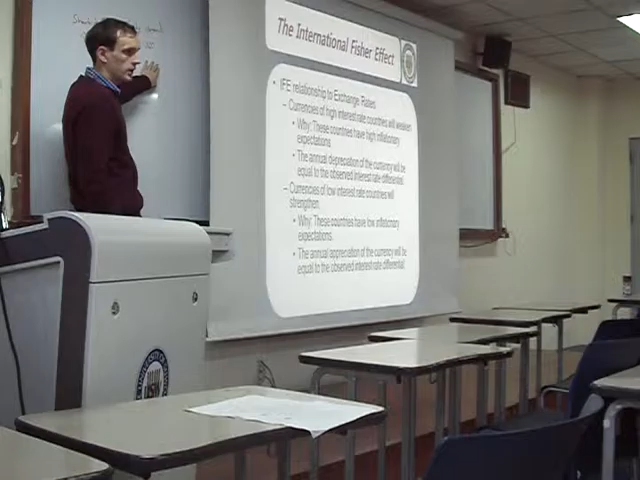 The International Fisher Effect
• IFE relationship to Exchange Rates
– Currencies of high interest rate countries will weaken
• Why: These countries have high inflationary
expectations
• The annual depreciation of the currency will be
equal to the observed interest rate differential
– Currencies of low interest rate countries will
strengthen.
• Why: These countries have low inflationary
expectations.
• The annual appreciation of the currency will be
equal to the observed interest rate differential